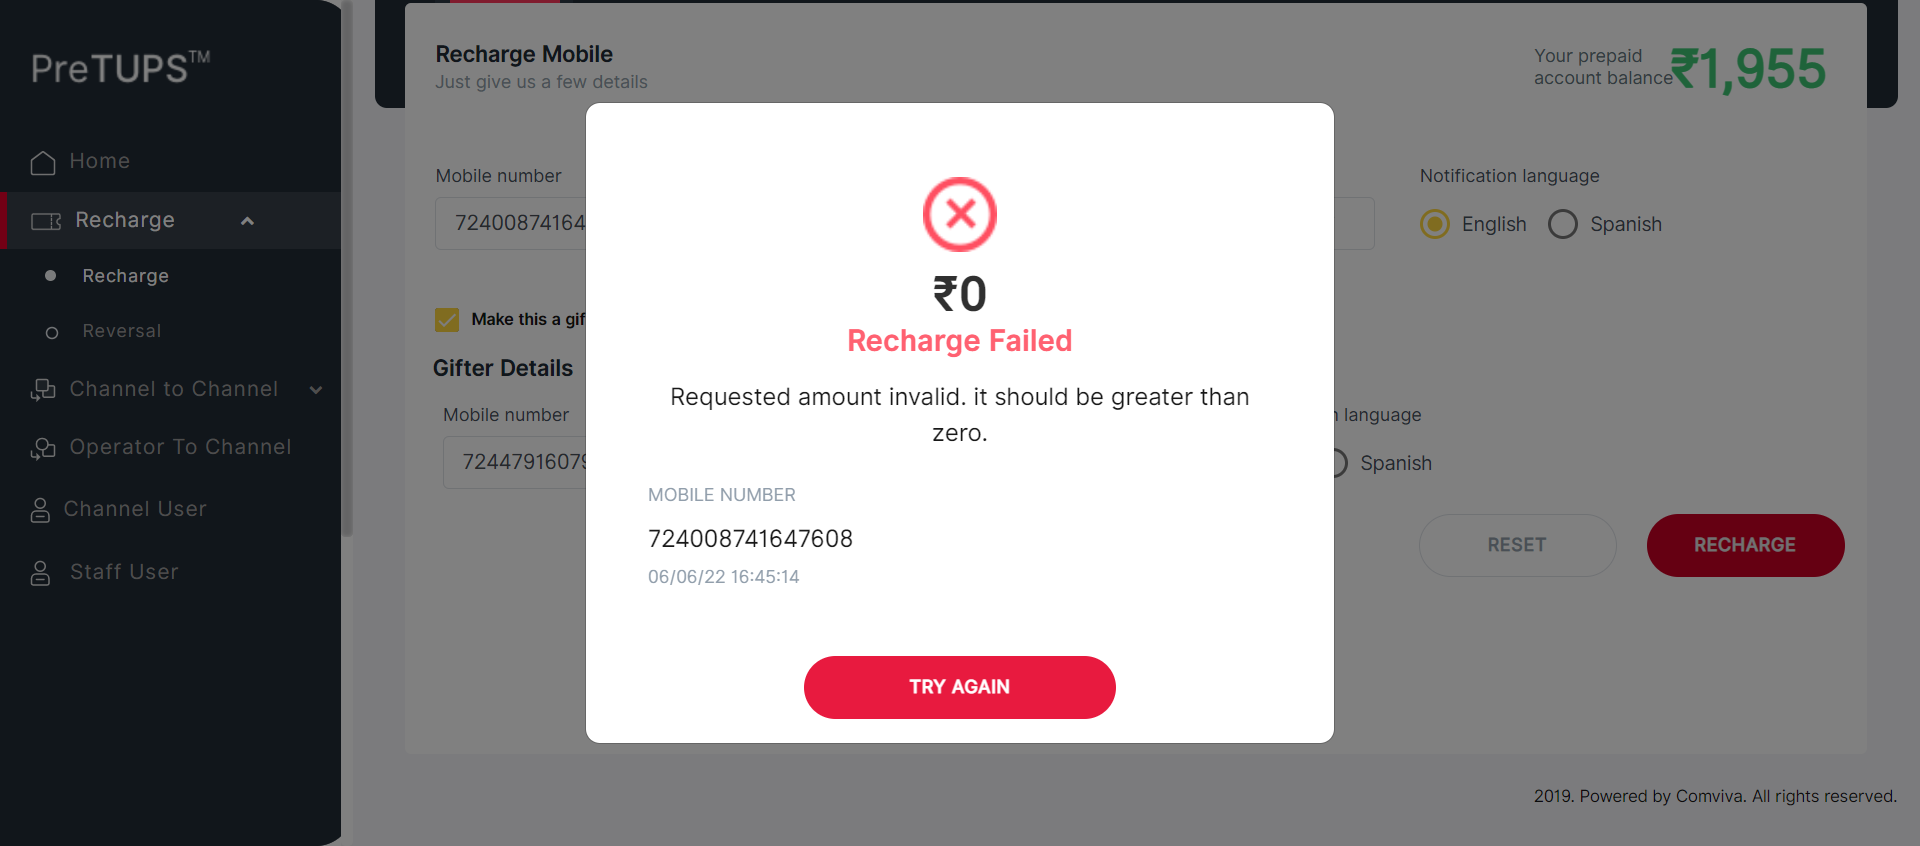 PreTUPS™
Home
Recharge
Recharge
Reversal
Channel to Channel
Operator To Channel
Channel User
Staff User
Recharge Mobile
Just give us a few details
Your prepaid
account balance
₹1,955
Mobile number
72400874164
Notification language
English
Spanish
Make this a gif
Gifter Details
Mobile number
7244791607
language
Spanish
RESET
RECHARGE
₹0
Recharge Failed
Requested amount invalid. it should be greater than
zero.
MOBILE NUMBER
724008741647608
06/06/22 16:45:14
TRY AGAIN
2019. Powered by Comviva. All rights reserved.